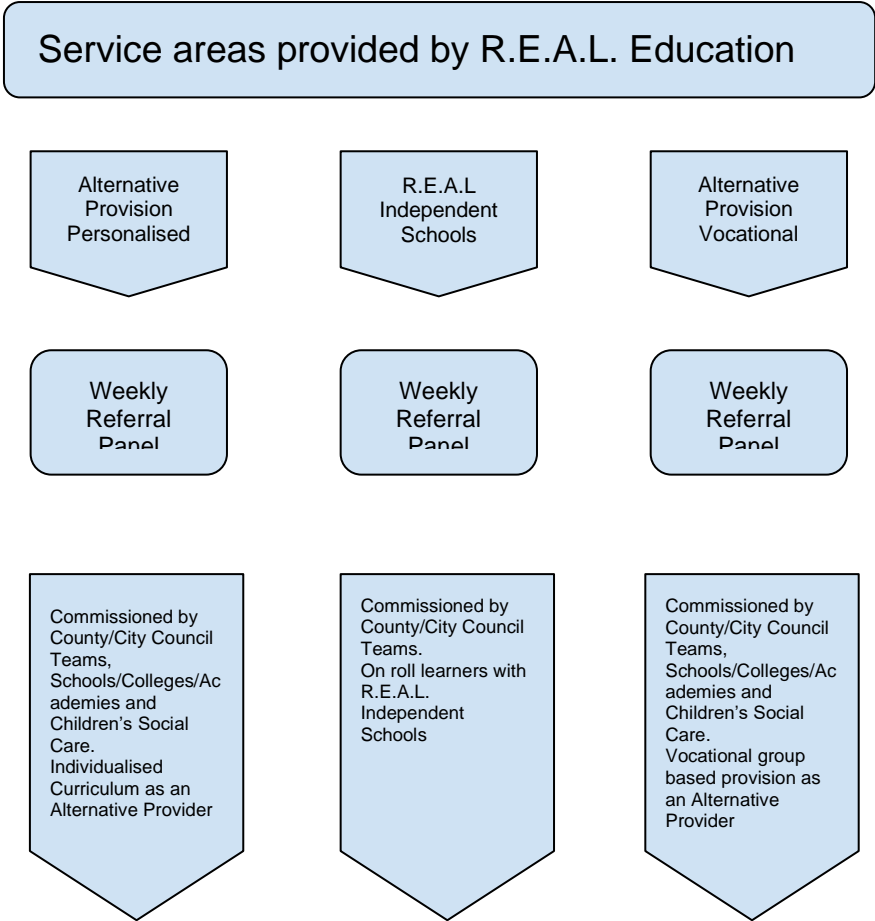 Service areas provided by R.E.A.L. Education
Alternative
Provision
Personalised
R.E.A.L
Independent
Schools
Alternative
Provision
Vocational
Weekly
Referral
Panel
Weekly
Referral
Panel
Weekly
Referral
Panel
Commissioned by
County/City Council
Teams,
Schools/Colleges/Ac
ademies and
Children’s Social
Care.
Individualised
Curriculum as an
Alternative Provider
Commissioned by
County/City Council
Teams.
On roll learners with
R.E.A.L.
Independent
Schools
Commissioned by
County/City Council
Teams,
Schools/Colleges/Ac
ademies and
Children’s Social
Care.
Vocational group
based provision as
an Alternative
Provider